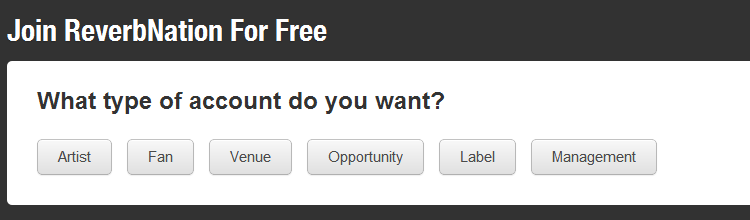 Join ReverbNation For Free
What type of account do you want?
Artist Fan Venue Opportunity Label Management